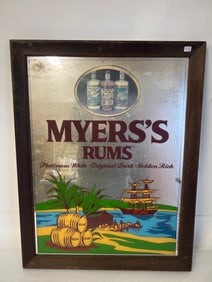 MYERS'S
RUMS
Platinum White · Original Dark · Golden Rich